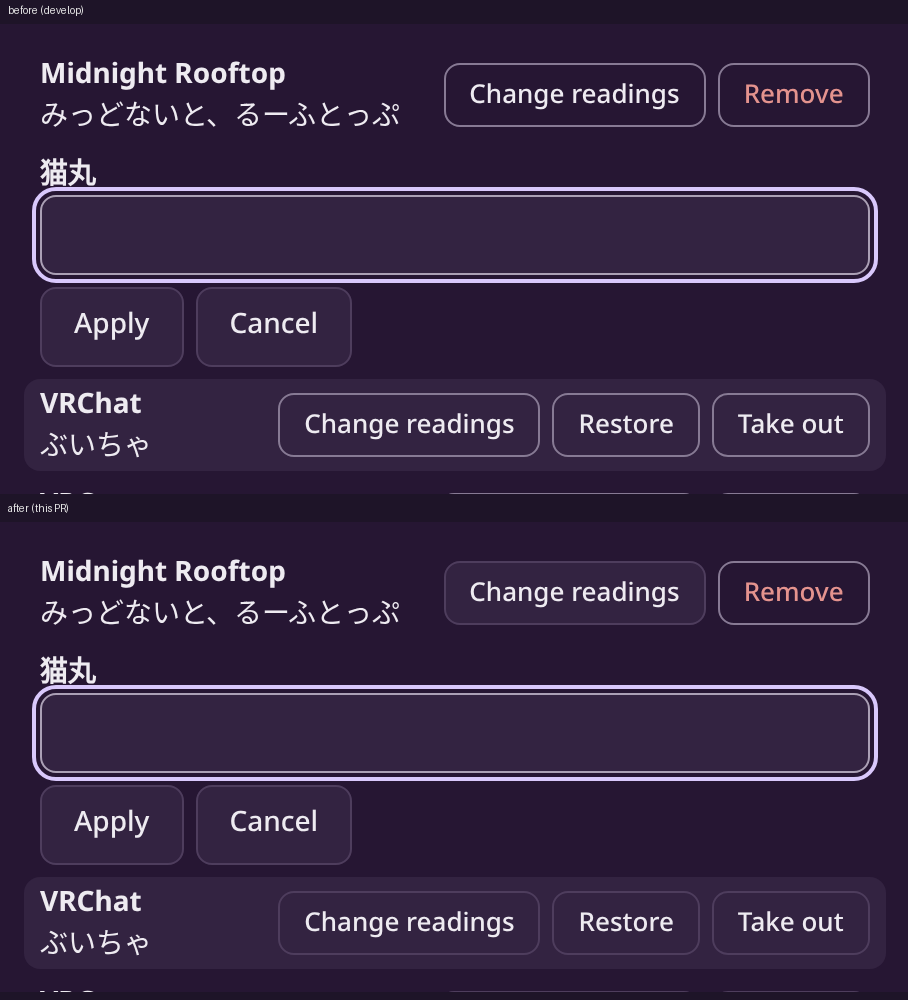 before (develop)
Midnight Rooftop
みっどないと、るーふとっぷ
Change readings
Remove
猫丸
Apply
Cancel
VRChat
ぶいちゃ
Change readings
Restore
Take out
after (this PR)
Midnight Rooftop
みっどないと、るーふとっぷ
Change readings
Remove
猫丸
Apply
Cancel
VRChat
ぶいちゃ
Change readings
Restore
Take out